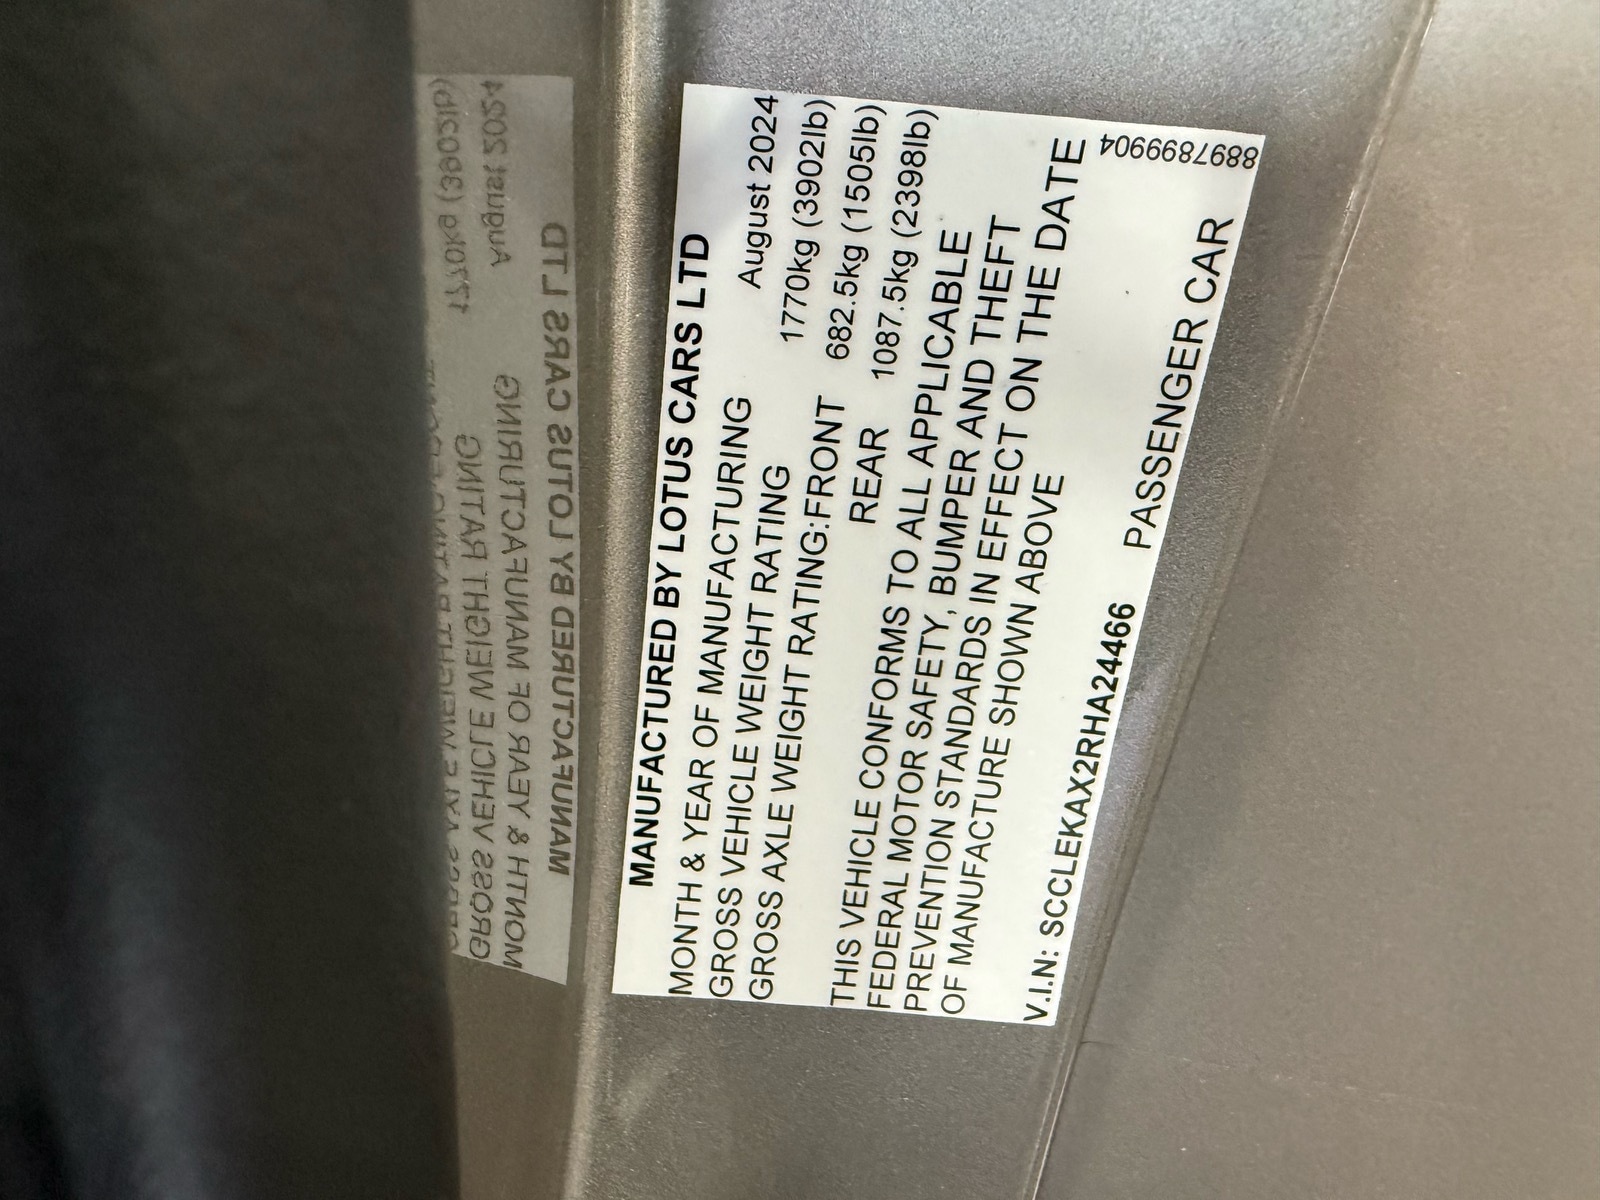 MANUFACTURED BY LOTUS CARS LTD
MONTH & YEAR OF MANUFACTURING August 2024
GROSS VEHICLE WEIGHT RATING 1770kg (3902lb)
GROSS AXLE WEIGHT RATING:FRONT 682.5kg (1505lb)
REAR 1087.5kg (2398lb)
THIS VEHICLE CONFORMS TO ALL APPLICABLE
FEDERAL MOTOR SAFETY, BUMPER AND THEFT
PREVENTION STANDARDS IN EFFECT ON THE DATE
OF MANUFACTURE SHOWN ABOVE
V.I.N: SCCLEKAX2RHA24466 PASSENGER CAR
8897899904